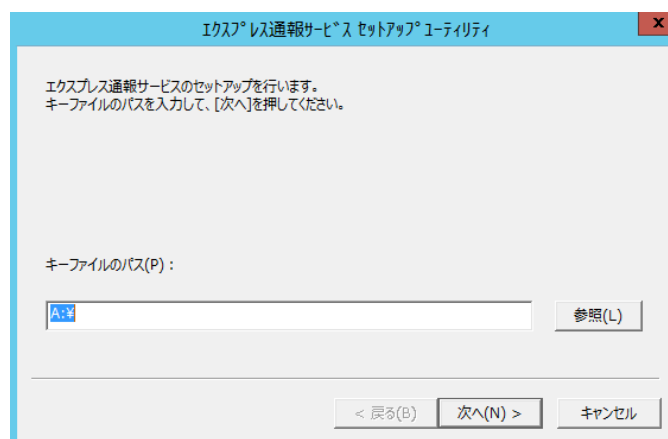 ｴｸｽﾌﾟﾚｽ通報ｻｰﾋﾞｽ ｾｯﾄｱｯﾌﾟﾕｰﾃｨﾘﾃｨ
エクスプレス通報サービスのセットアップを行います。
キーファイルのパスを入力して、[次へ]を押してください。
キーファイルのパス(P)：
A:¥
参照(L)
< 戻る(B)
次へ(N) >
キャンセル